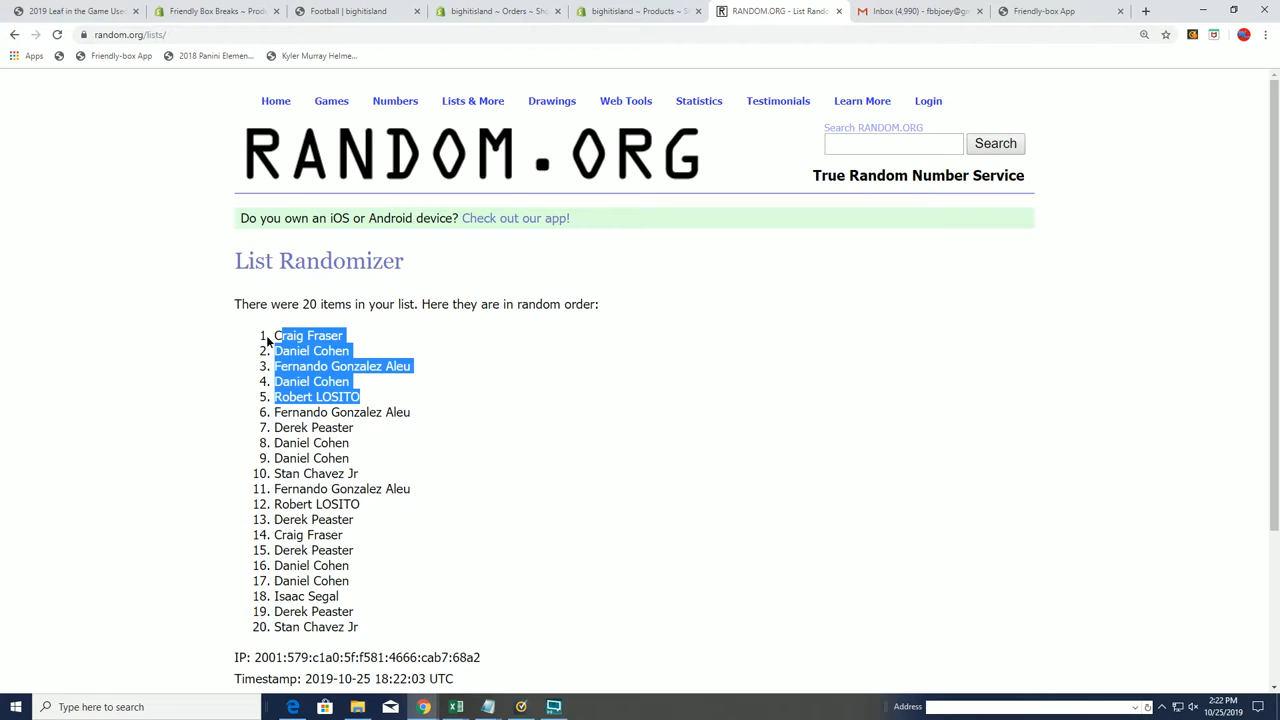 2019 Leaf in the Game Used
Friendly Box Breaks ~ Products ~
Football | bighitisland
bighitisland ~ Orders ~ Sho
bighitisland ~ Products ~ S
RANDOM.ORG - List Rando
Inbox (4,990) - fbbjoey@g
Friendly-box App
random.org/lists/
Apps
Friendly-box App
2018 Panini Elemen...
Kyler Murray Helme...
Home Games Numbers Lists & More Drawings Web Tools Statistics Testimonials Learn More Login
Search RANDOM.ORG
RANDOM.ORG
Search
True Random Number Service
Do you own an iOS or Android device? Check out our app!
List Randomizer
There were 20 items in your list. Here they are in random order:
1. Craig Fraser
2. Daniel Cohen
3. Fernando Gonzalez Aleu
4. Daniel Cohen
5. Robert LOSITO
6. Fernando Gonzalez Aleu
7. Derek Peaster
8. Daniel Cohen
9. Daniel Cohen
10. Stan Chavez Jr
11. Fernando Gonzalez Aleu
12. Robert LOSITO
13. Derek Peaster
14. Craig Fraser
15. Derek Peaster
16. Daniel Cohen
17. Daniel Cohen
18. Isaac Segal
19. Derek Peaster
20. Stan Chavez Jr
IP: 2001:579:c1a0:5f:f581:4666:cab7:68a2
Timestamp: 2019-10-25 18:22:03 UTC
Type here to search
Address
2:22 PM
10/25/2019